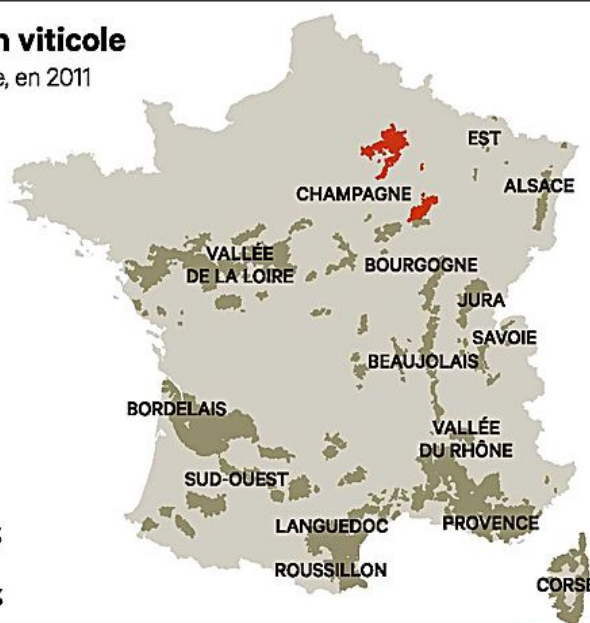 n viticole
e, en 2011
EST
ALSACE
CHAMPAGNE
VALLÉE
DE LA LOIRE
BOURGOGNE
JURA
SAVOIE
BEAUJOLAIS
BORDELAIS
VALLÉE
DU RHÔNE
SUD-OUEST
LANGUEDOC
PROVENCE
ROUSSILLON
CORSE